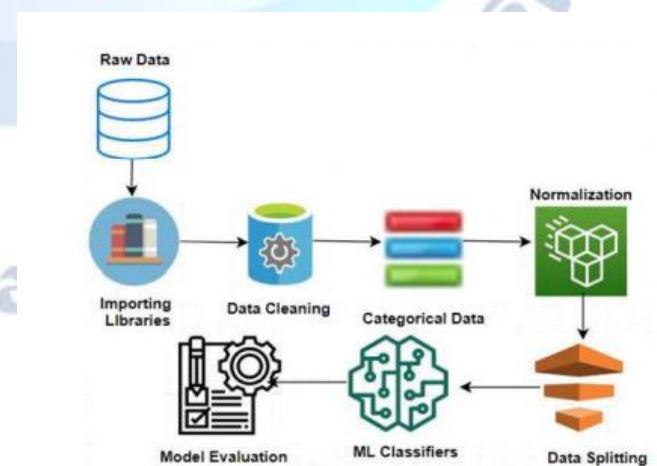 Raw Data
Normalization
Importing
LIbraries
Data Cleaning
Categorical Data
Model Evaluation
ML Classifiers
Data Splitting